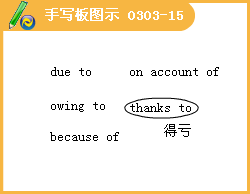 手写板图示 0303-15
due to on account of
owing to thanks to
because of 得亏